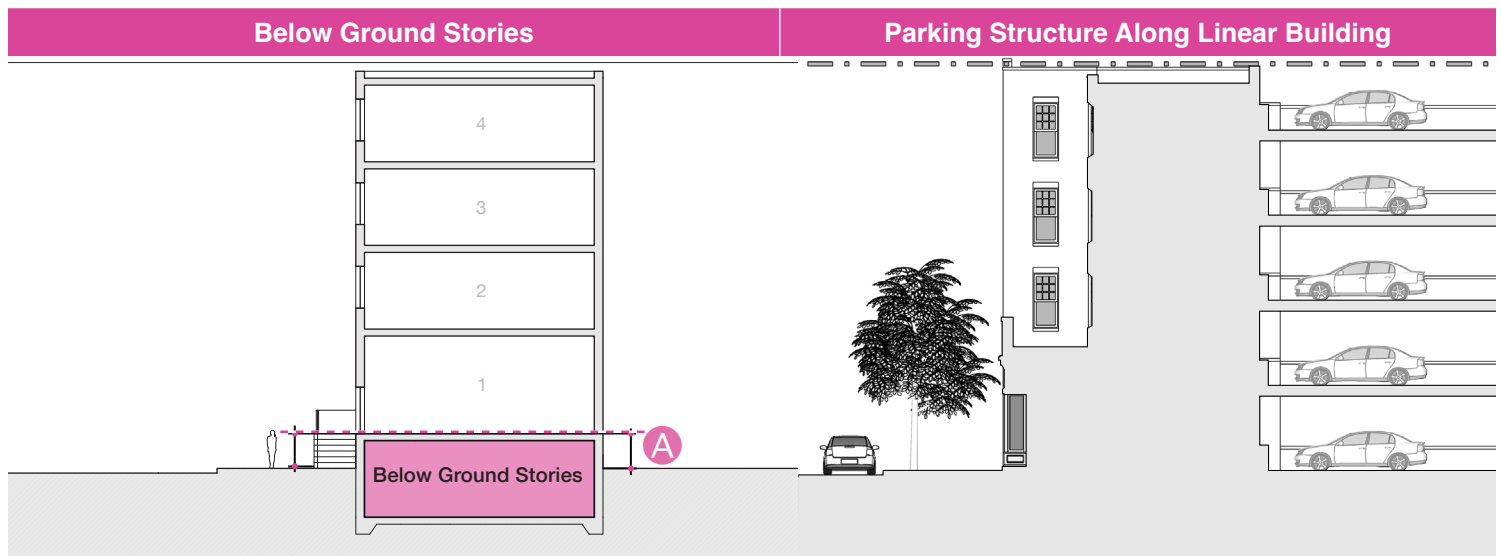 Below Ground Stories
Parking Structure Along Linear Building
4
3
2
1
A
Below Ground Stories